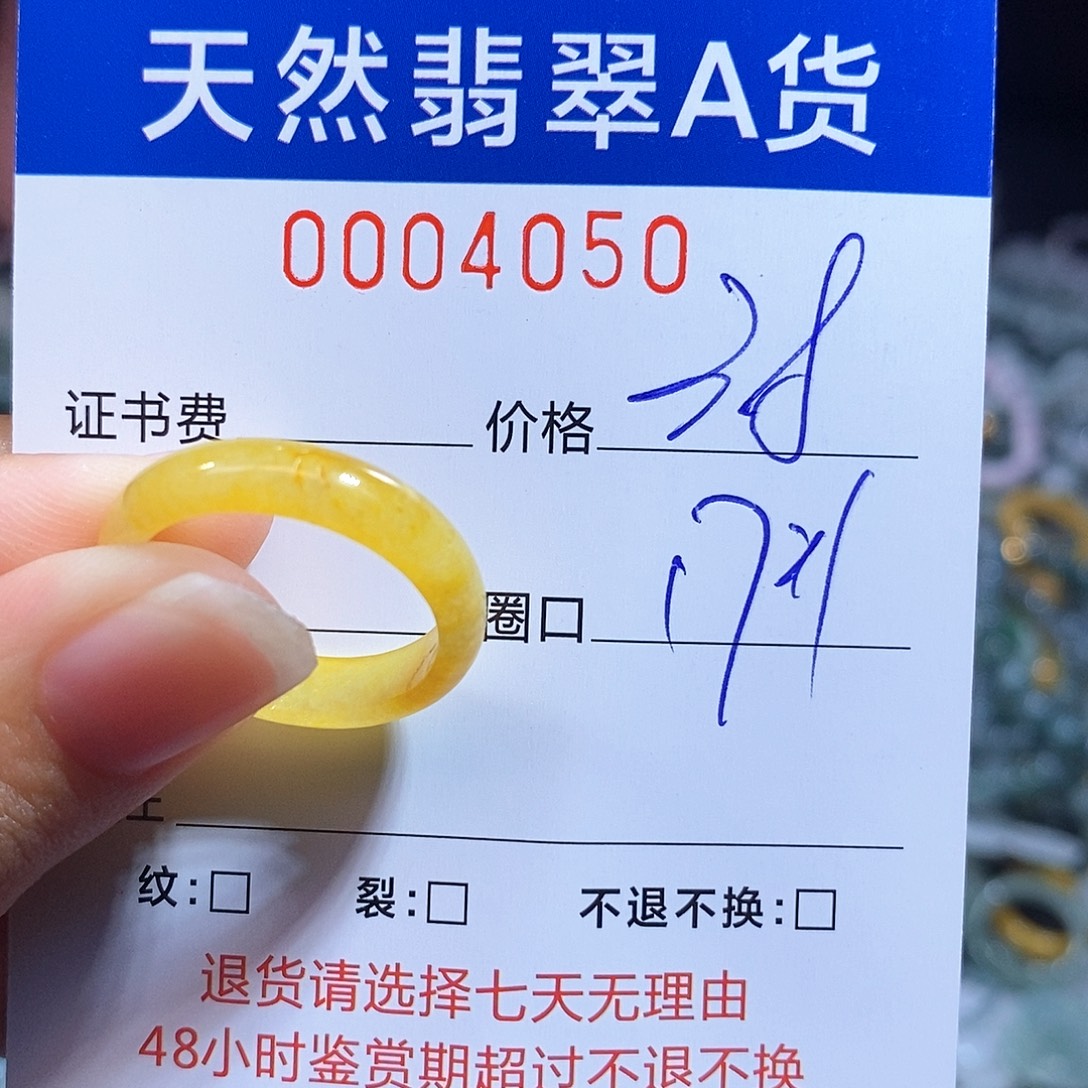 天然翡翠A货
0004050
证书费 价格 38
圈口 17
纹:□ 裂:□ 不退不换:□
退货请选择七天无理由
48小时鉴赏期超过不退不换